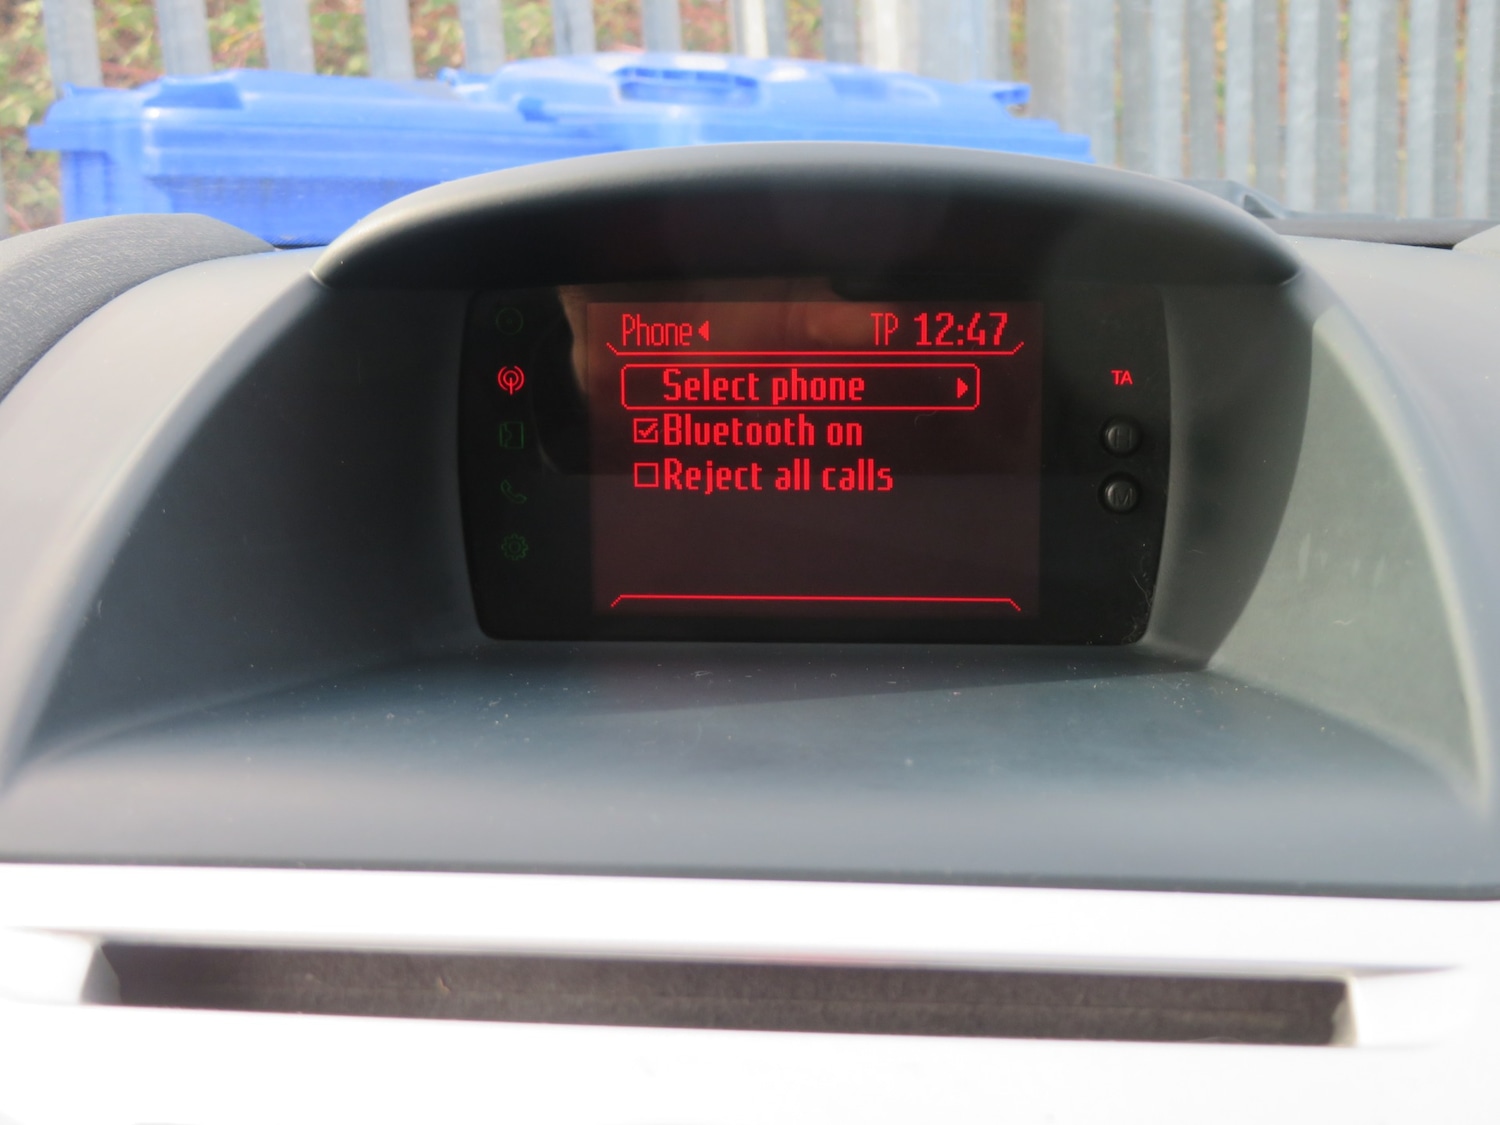 Phone TP 12:47
Select phone
Bluetooth on
Reject all calls
TA
H
M